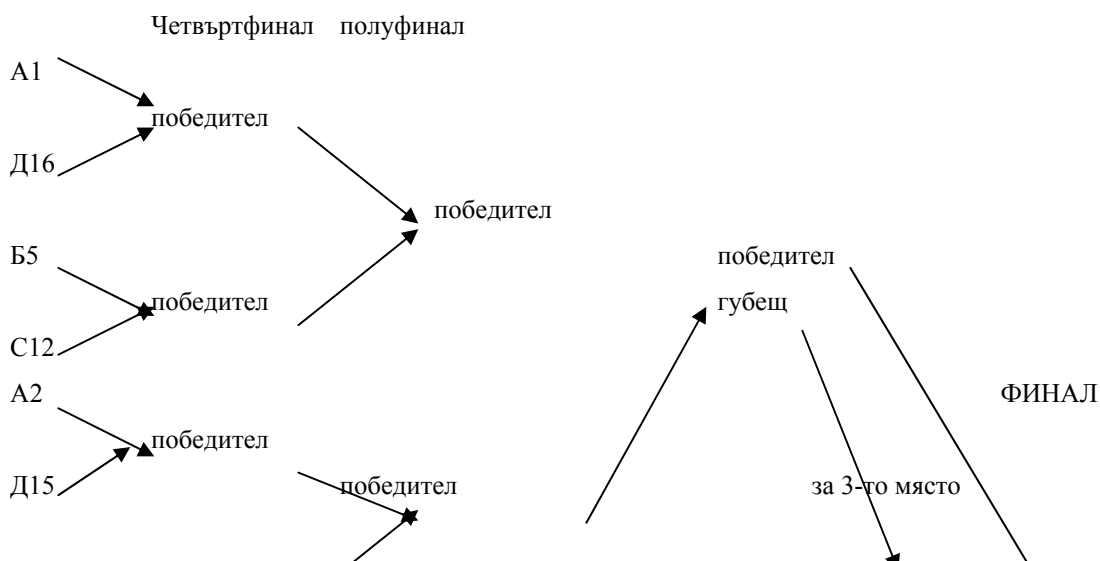 Четвъртфинал полуфинал
А1
победител
Д16
победител
Б5 победител
победител губещ
С12
А2 ФИНАЛ
победител
Д15 победител за 3-то място